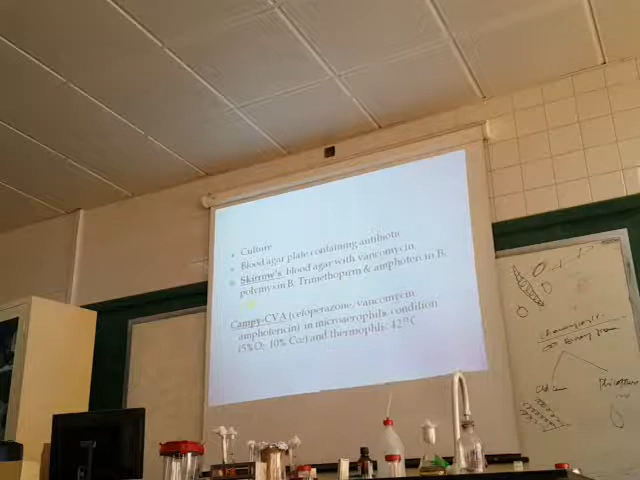 Culture
Blood agar plate containing antibiotic
Skirrow's blood agar with vancomycin
polymyxin B, Trimethoprim & amphotericin B.
Campy-CVA (cefoperazone, vancomycin
amphotericin) in microaerophilic condition
(5%O2- 10% Co2) and thermophilic 42°C